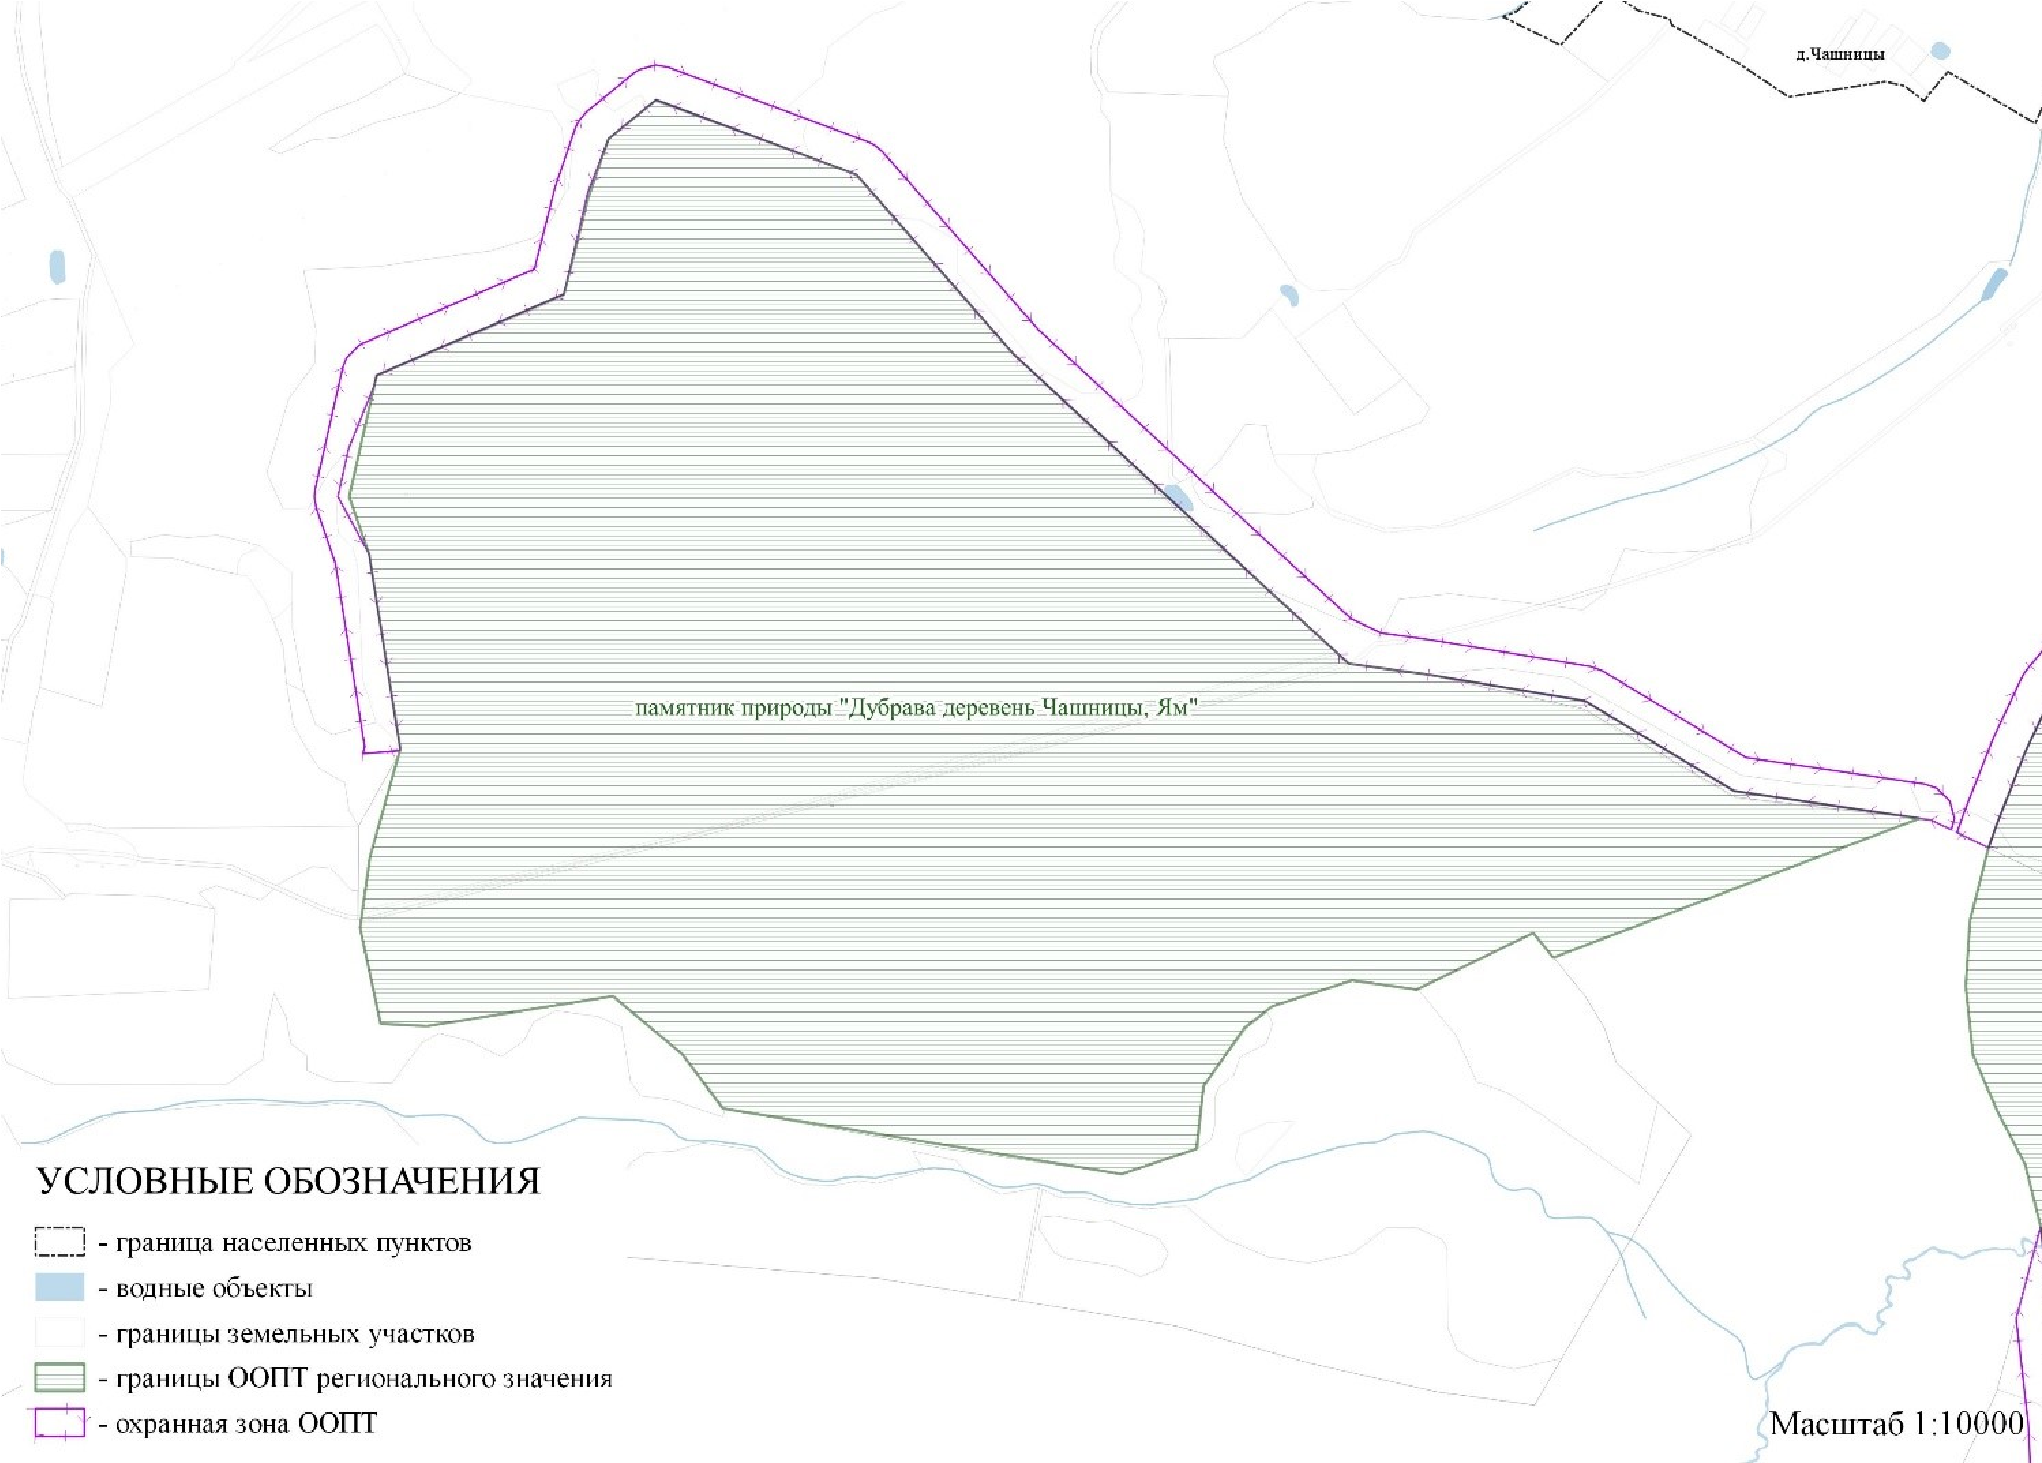 д.Чашницы
памятник природы "Дубрава деревень Чашницы, Ям"
УСЛОВНЫЕ ОБОЗНАЧЕНИЯ
- граница населенных пунктов
- водные объекты
- границы земельных участков
- границы ООПТ регионального значения
- охранная зона ООПТ
Масштаб 1:10000